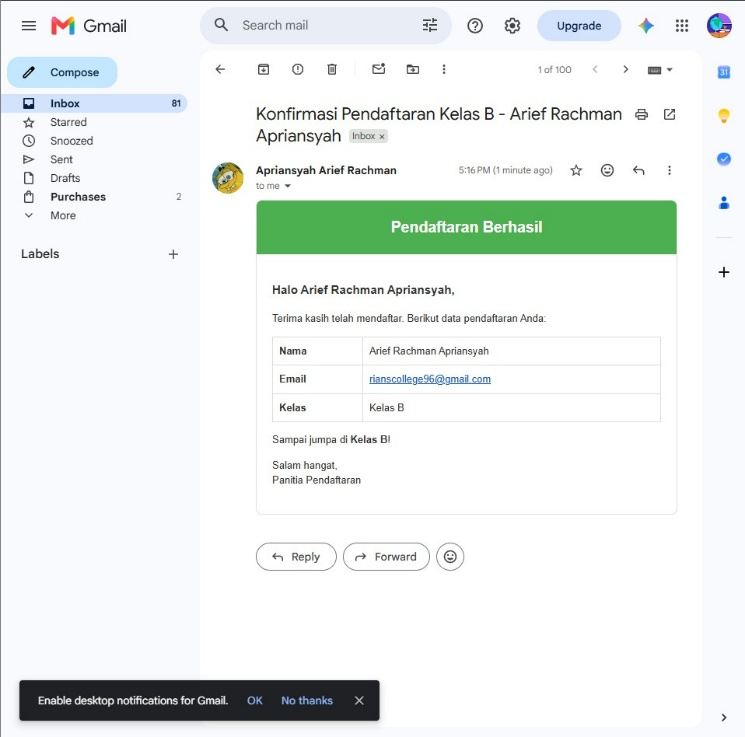 Gmail
Search mail
Upgrade
Compose
Inbox 81
Starred
Snoozed
Sent
Drafts
Purchases 2
More
Labels
1 of 100
31
Konfirmasi Pendaftaran Kelas B - Arief Rachman
Apriansyah Inbox x
Apriansyah Arief Rachman 5:16 PM (1 minute ago)
to me
Pendaftaran Berhasil
Halo Arief Rachman Apriansyah,
Terima kasih telah mendaftar. Berikut data pendaftaran Anda:
Nama Arief Rachman Apriansyah
Email rianscollege96@gmail.com
Kelas Kelas B
Sampai jumpa di Kelas B!
Salam hangat,
Panitia Pendaftaran
Reply Forward
Enable desktop notifications for Gmail. OK No thanks